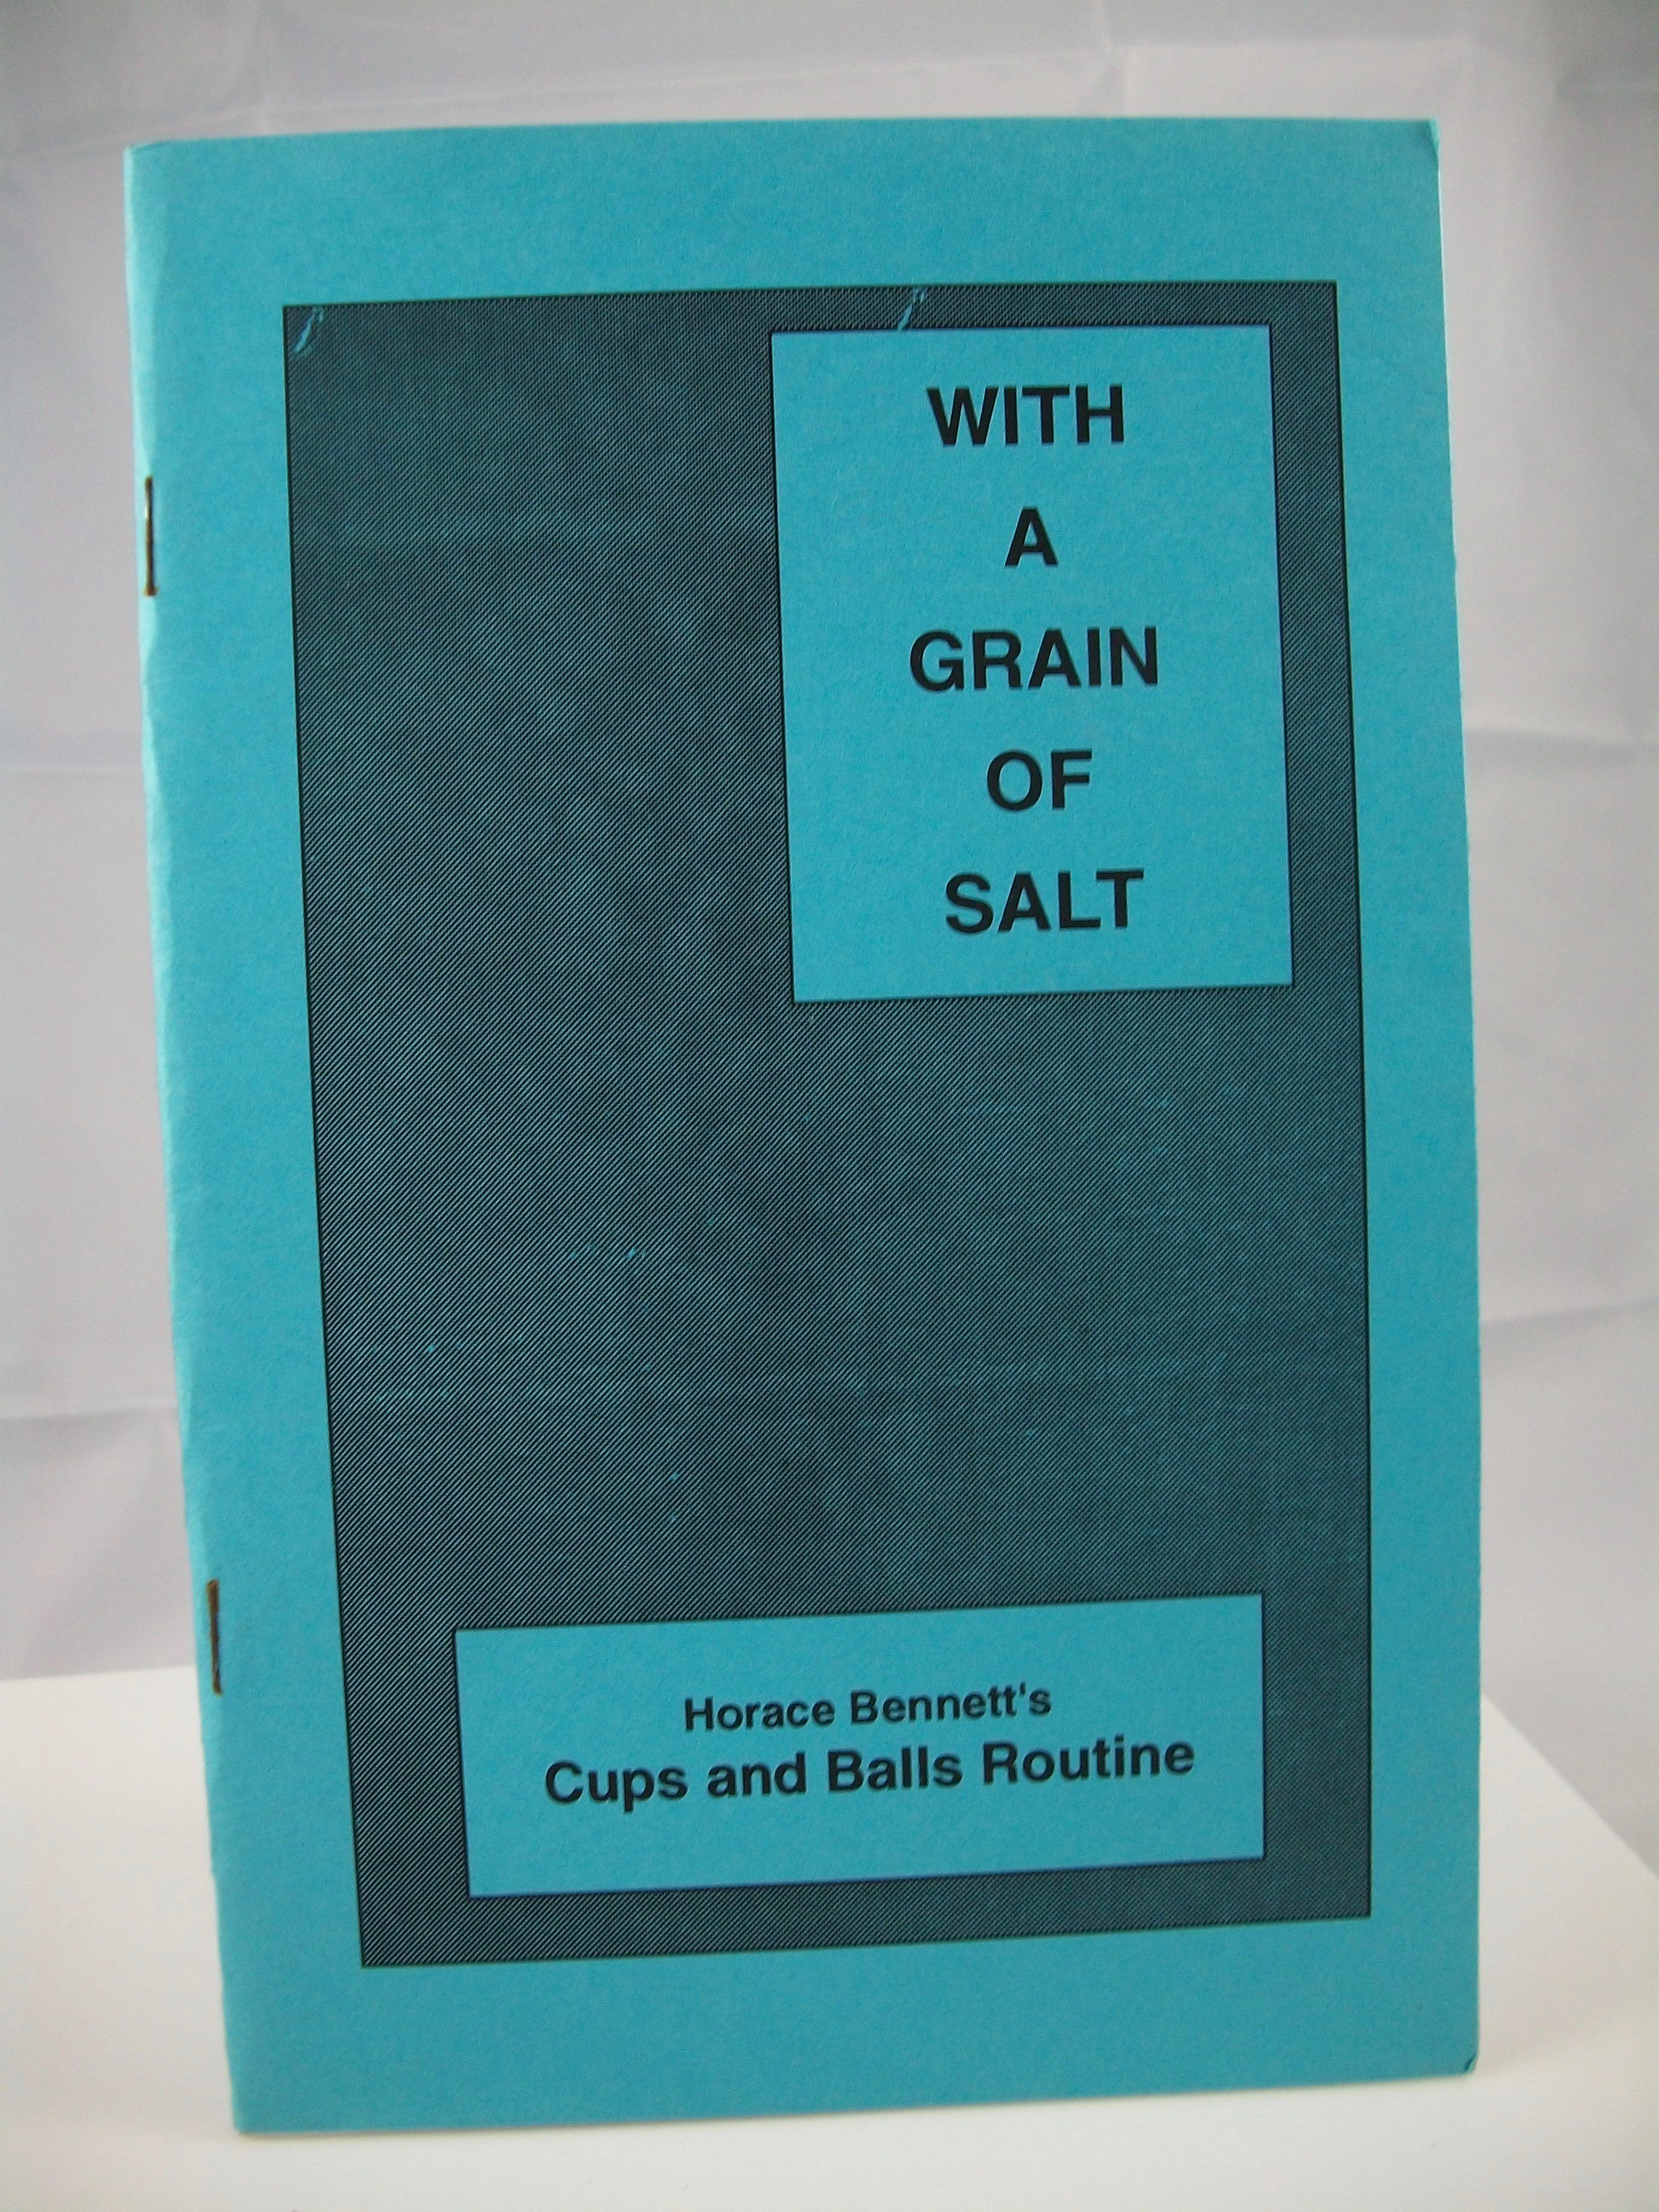 WITH
A
GRAIN
OF
SALT
Horace Bennett's
Cups and Balls Routine